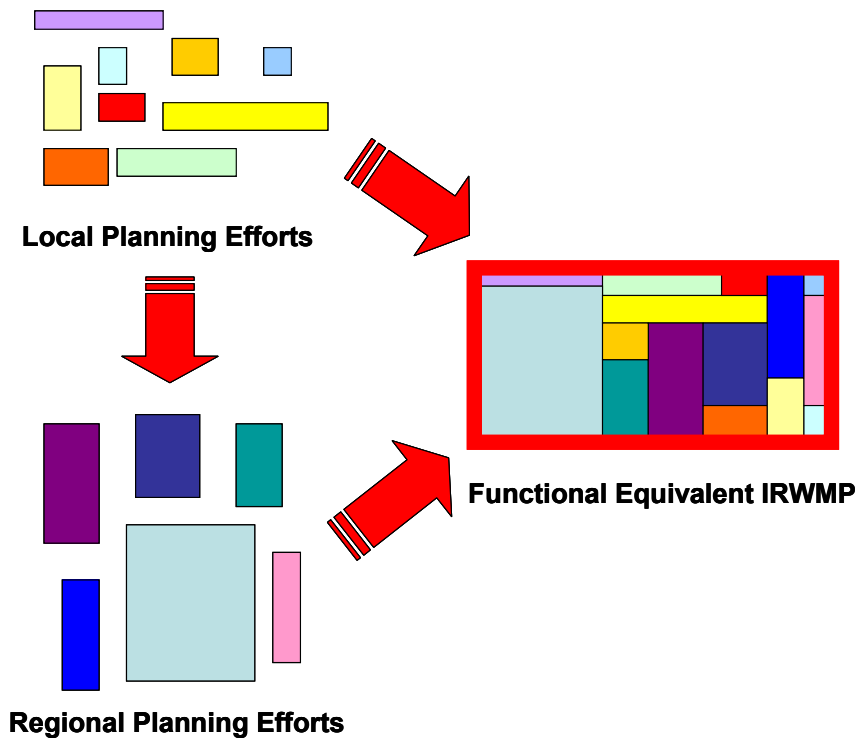 Local Planning Efforts
Functional Equivalent IRWMP
Regional Planning Efforts